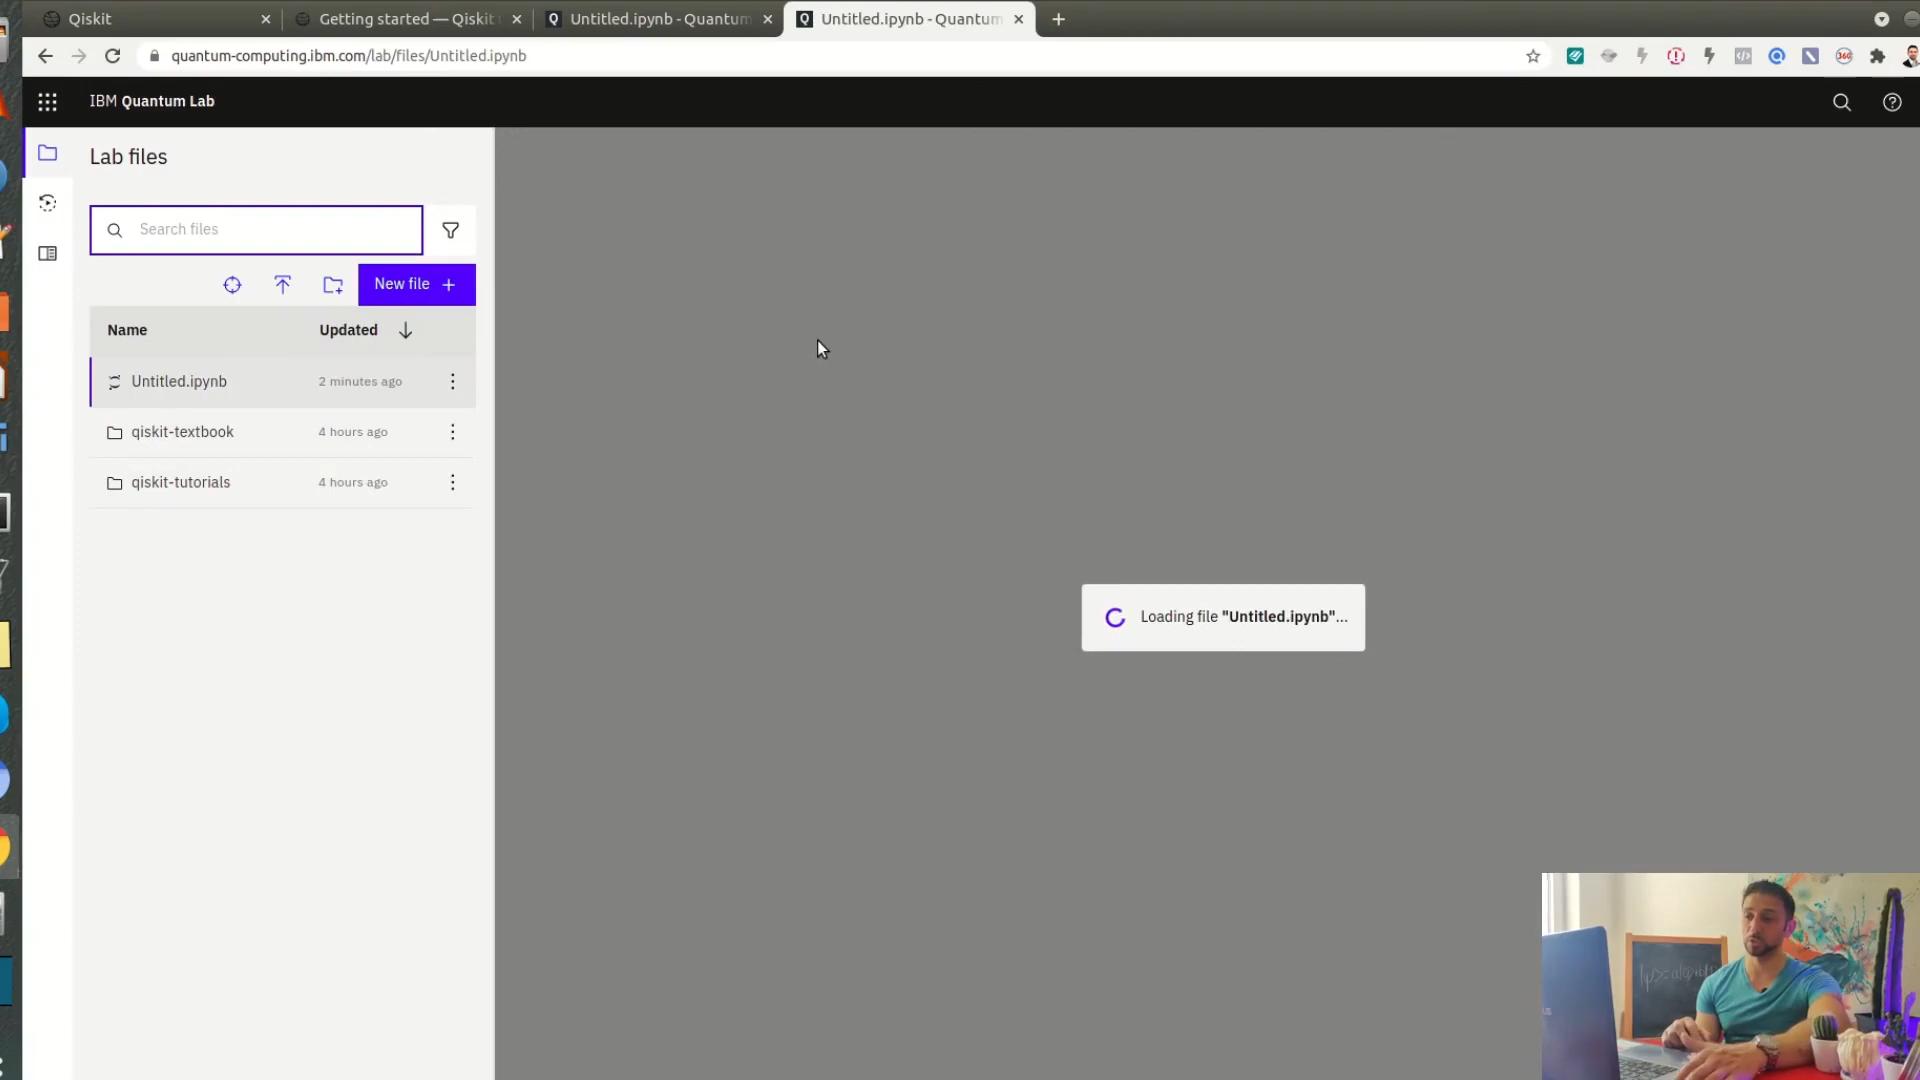 Qiskit
Getting started — Qiskit
Untitled.ipynb - Quantum
Untitled.ipynb - Quantum
quantum-computing.ibm.com/lab/files/Untitled.ipynb
360
IBM Quantum Lab
Lab files
Search files
New file +
Name Updated
Untitled.ipynb 2 minutes ago
qiskit-textbook 4 hours ago
qiskit-tutorials 4 hours ago
Loading file "Untitled.ipynb"...